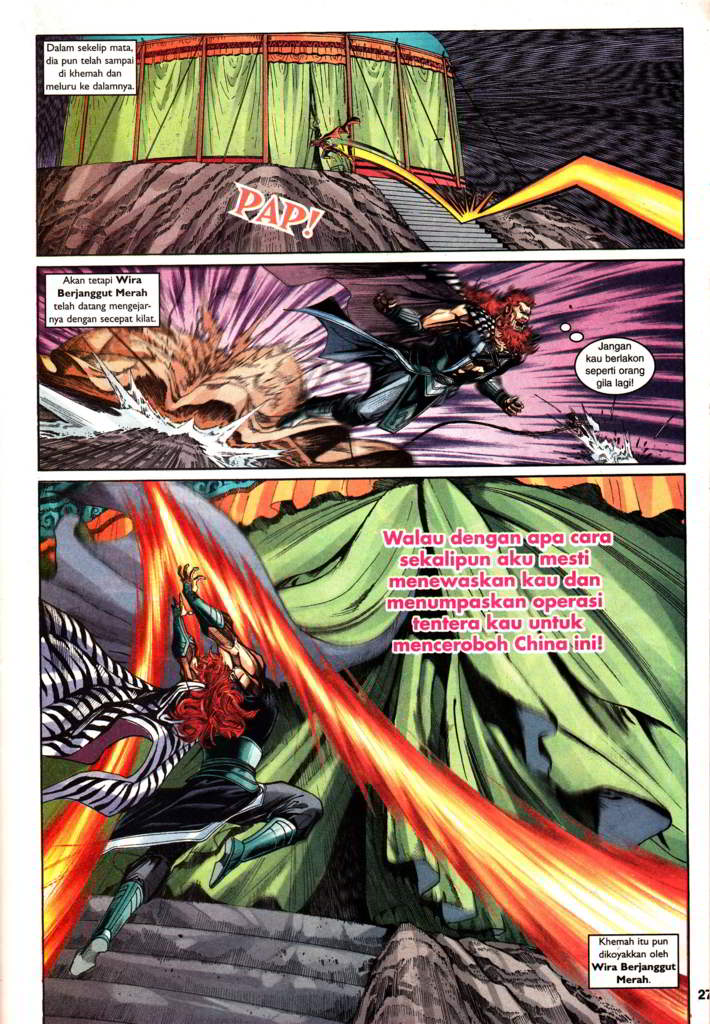 Dalam sekelip mata,
dia pun telah sampai
di khemah dan
meluru ke dalamnya.
PAP!
Akan tetapi Wira
Berjanggut Merah
telah datang mengejar-
nya dengan secepat kilat.
Jangan
kau berlakon
seperti orang
gila lagi!
Walau dengan apa cara
sekalipun aku mesti
menewaskan kau dan
menumpaskan operasi
tentera kau untuk
menceroboh China ini!
Khemah itu pun
dikoyakkan oleh
Wira Berjanggut
Merah.
27